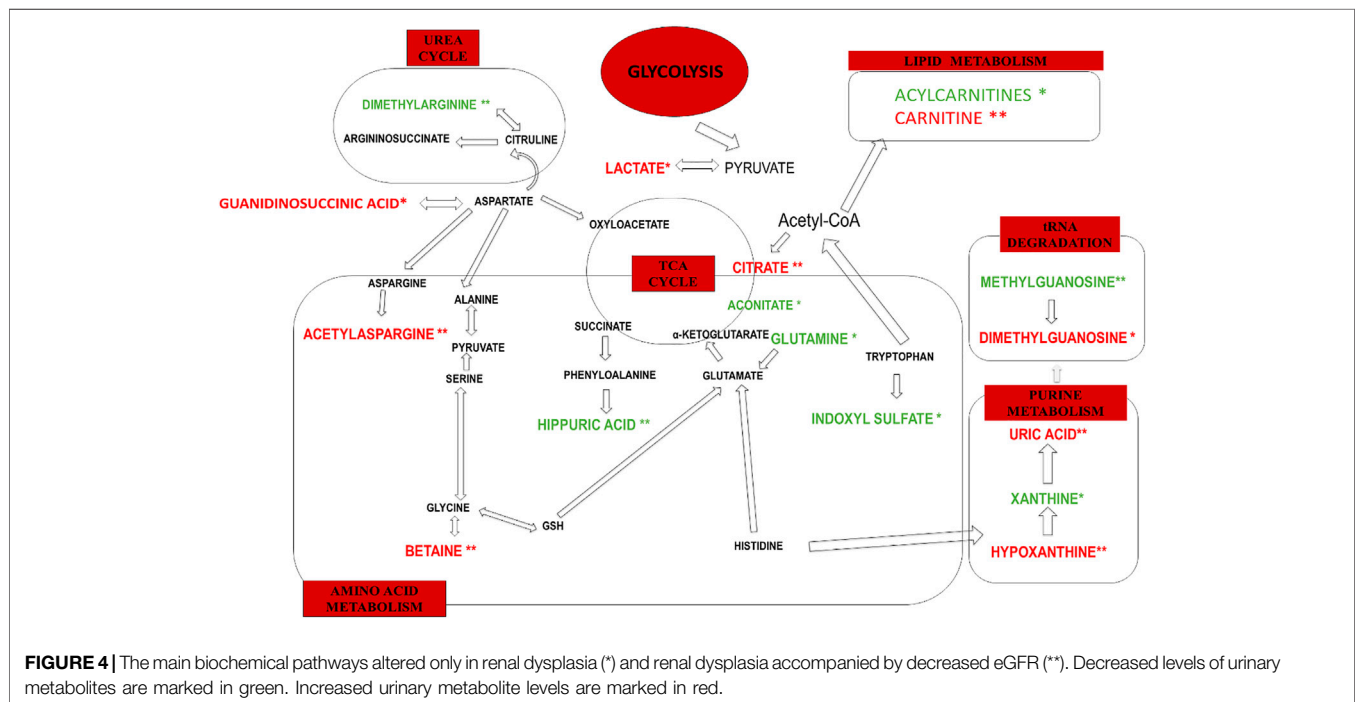 UREA
CYCLE
DIMETHYLARGININE **
ARGININOSUCCINATE
CITRULINE
GUANIDINOSUCCINIC ACID*
ASPARTATE
GLYCOLYSIS
LACTATE*
PYRUVATE
LIPID METABOLISM
ACYLCARNITINES *
CARNITINE **
OXYLOACETATE
Acetyl-CoA
TCA
CYCLE
CITRATE **
ACONITATE *
α-KETOGLUTARATE
GLUTAMINE *
SUCCINATE
PHENYLOALANINE
HIPPURIC ACID **
GLUTAMATE
TRYPTOPHAN
INDOXYL SULFATE *
ASPARGINE
ACETYLASPARGINE **
ALANINE
PYRUVATE
SERINE
GLYCINE
BETAINE **
GSH
HISTIDINE
AMINO ACID
METABOLISM
tRNA
DEGRADATION
METHYLGUANOSINE**
DIMETHYLGUANOSINE *
PURINE
METABOLISM
URIC ACID**
XANTHINE*
HYPOXANTHINE**
FIGURE 4 | The main biochemical pathways altered only in renal dysplasia (*) and renal dysplasia accompanied by decreased eGFR (**). Decreased levels of urinary
metabolites are marked in green. Increased urinary metabolite levels are marked in red.